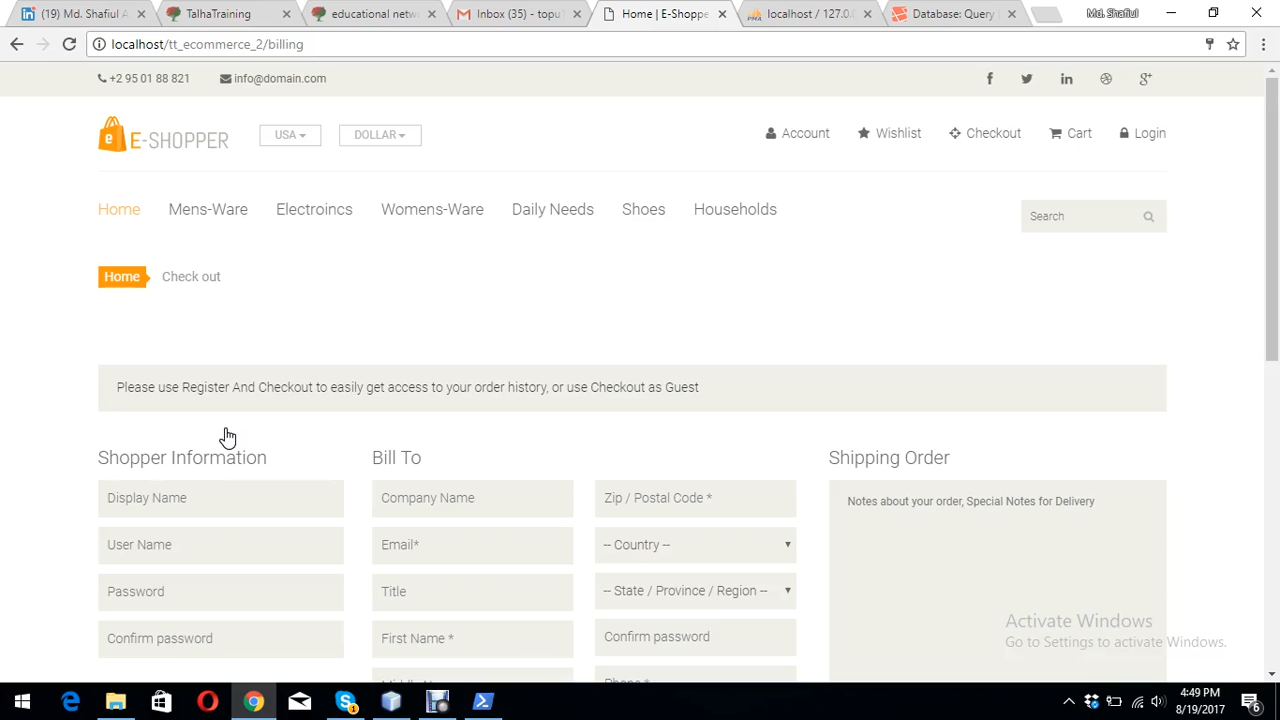 (19) Md. Shafiul A
TalhaTraining
educational netw
Inbox (35) - topu
Home | E-Shoppe
localhost / 127.0.
Database: Query
Md. Shafiul
localhost/tt_ecommerce_2/billing
+2 95 01 88 821
info@domain.com
E-SHOPPER
USA
DOLLAR
Account
Wishlist
Checkout
Cart
Login
Home
Mens-Ware
Electroincs
Womens-Ware
Daily Needs
Shoes
Households
Search
Home
Check out
Please use Register And Checkout to easily get access to your order history, or use Checkout as Guest
Shopper Information
Display Name
User Name
Password
Confirm password
Bill To
Company Name
Email*
Title
First Name *
Zip / Postal Code *
-- Country --
-- State / Province / Region --
Confirm password
Shipping Order
Notes about your order, Special Notes for Delivery
Activate Windows
Go to Settings to activate Windows.
4:49 PM
8/19/2017